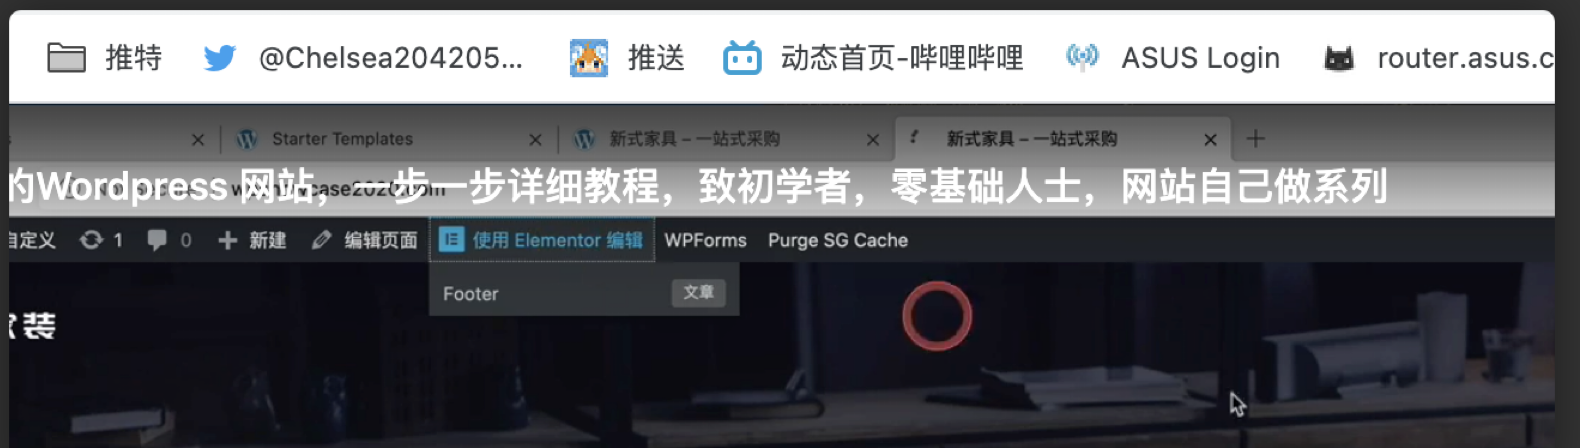 推特 @Chelsea204205... 推送 动态首页-哔哩哔哩 ASUS Login router.asus.c
Starter Templates 新式家具 – 一站式采购 新式家具 – 一站式采购
的Wordpress 网站，一步一步详细教程，致初学者，零基础人士，网站自己做系列
自定义 1 0 新建 编辑页面 使用 Elementor 编辑 WPForms Purge SG Cache
Footer 文章
装